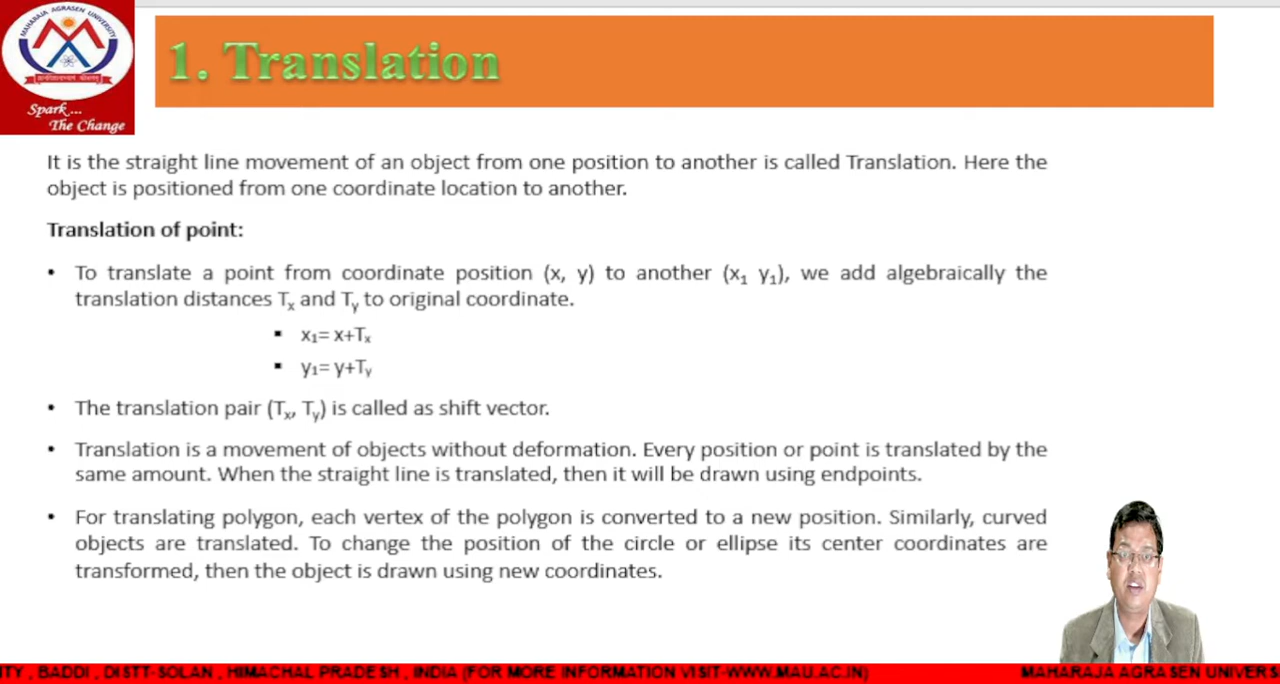 MAHARAJA AGRASEN UNIVERSITY
Spark...
The Change
1. Translation
It is the straight line movement of an object from one position to another is called Translation. Here the
object is positioned from one coordinate location to another.
Translation of point:
• To translate a point from coordinate position (x, y) to another (x₁ y₁), we add algebraically the
translation distances Tₓ and Tᵧ to original coordinate.
▪ x₁= x+Tₓ
▪ y₁= y+Tᵧ
• The translation pair (Tₓ, Tᵧ) is called as shift vector.
• Translation is a movement of objects without deformation. Every position or point is translated by the
same amount. When the straight line is translated, then it will be drawn using endpoints.
• For translating polygon, each vertex of the polygon is converted to a new position. Similarly, curved
objects are translated. To change the position of the circle or ellipse its center coordinates are
transformed, then the object is drawn using new coordinates.
ITY , BADDI , DISTT- SOLAN , HIMACHAL PRADESH , INDIA (FOR MORE INFORMATION VISIT-WWW.MAU.AC.IN) MAHARAJA AGRASEN UNIVERS